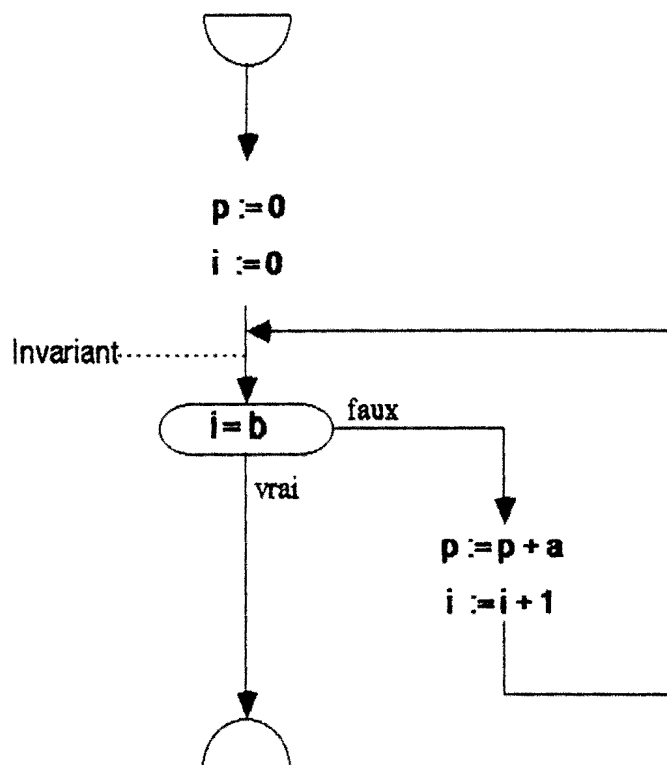 p :=0
i :=0
Invariant
i = b
faux
vrai
p := p + a
i := i + 1